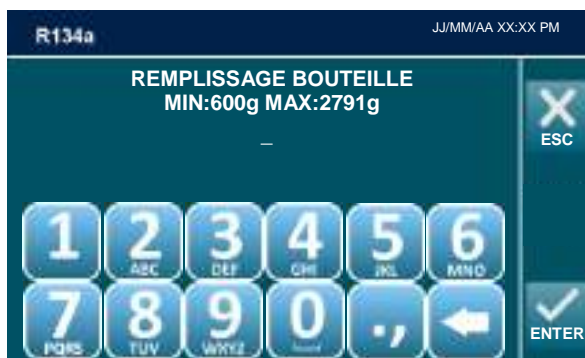 R134a JJ/MM/AA XX:XX PM
REMPLISSAGE BOUTEILLE
MIN:600g MAX:2791g
_
ESC
1 2 3 4 5 6
ABC DEF GHI JKL MNO
7 8 9 0 .,
PQRS TUV WXYZ
ENTER